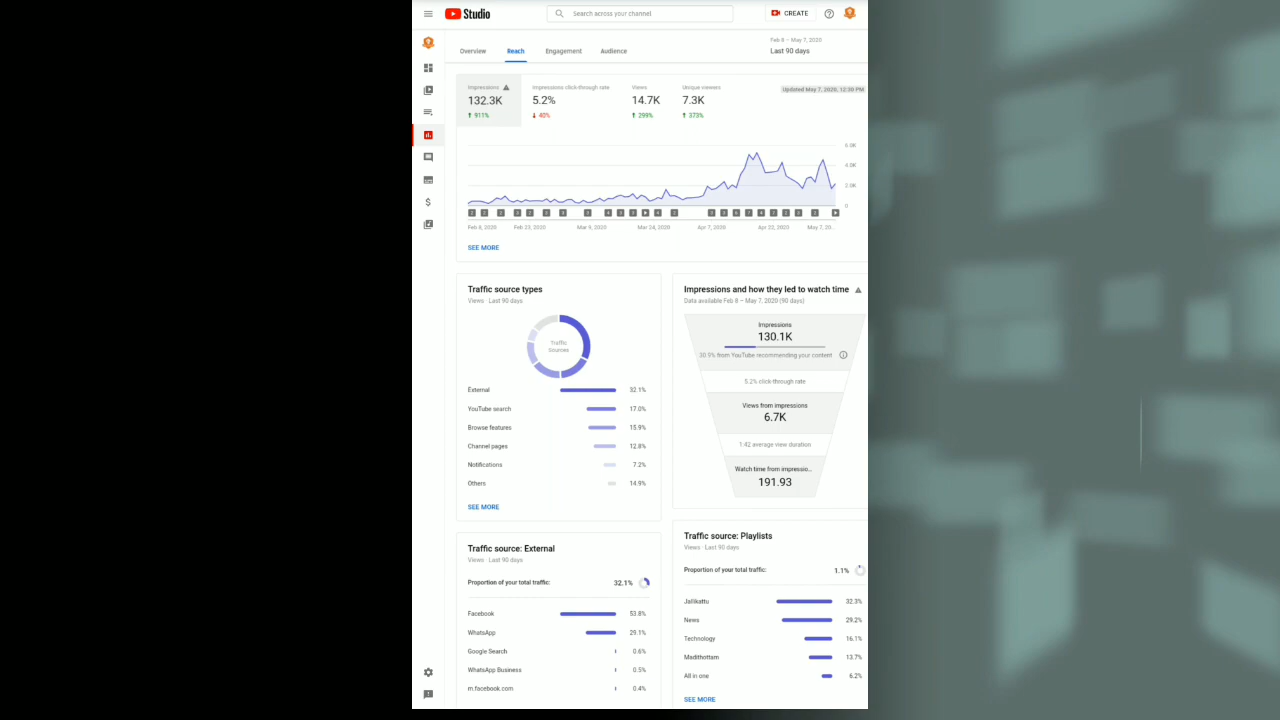 Studio
Search across your channel
CREATE
Overview
Reach
Engagement
Audience
Feb 8 – May 7, 2020
Last 90 days
Impressions
132.3K
911%
Impressions click-through rate
5.2%
40%
Views
14.7K
299%
Unique viewers
7.3K
373%
Updated May 7, 2020, 12:30 PM
6.0K
4.0K
2.0K
0
Feb 8, 2020
Feb 23, 2020
Mar 9, 2020
Mar 24, 2020
Apr 7, 2020
Apr 22, 2020
May 7, 20...
SEE MORE
Traffic source types
Views · Last 90 days
Traffic
sources
External 32.1%
YouTube search 17.0%
Browse features 15.9%
Channel pages 12.8%
Notifications 7.2%
Others 14.9%
SEE MORE
Impressions and how they led to watch time
Data available Feb 8 – May 7, 2020 (90 days)
Impressions
130.1K
30.9% from YouTube recommending your content
5.2% click-through rate
Views from impressions
6.7K
1:42 average view duration
Watch time from impressio...
191.93
Traffic source: External
Views · Last 90 days
Proportion of your total traffic: 32.1%
Facebook 53.8%
WhatsApp 29.1%
Google Search 0.6%
WhatsApp Business 0.5%
m.facebook.com 0.4%
Traffic source: Playlists
Views · Last 90 days
Proportion of your total traffic: 1.1%
Jallikattu 32.3%
News 29.2%
Technology 16.1%
Madithottam 13.7%
All in one 6.2%
SEE MORE